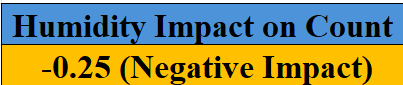 Humidity Impact on Count
-0.25 (Negative Impact)